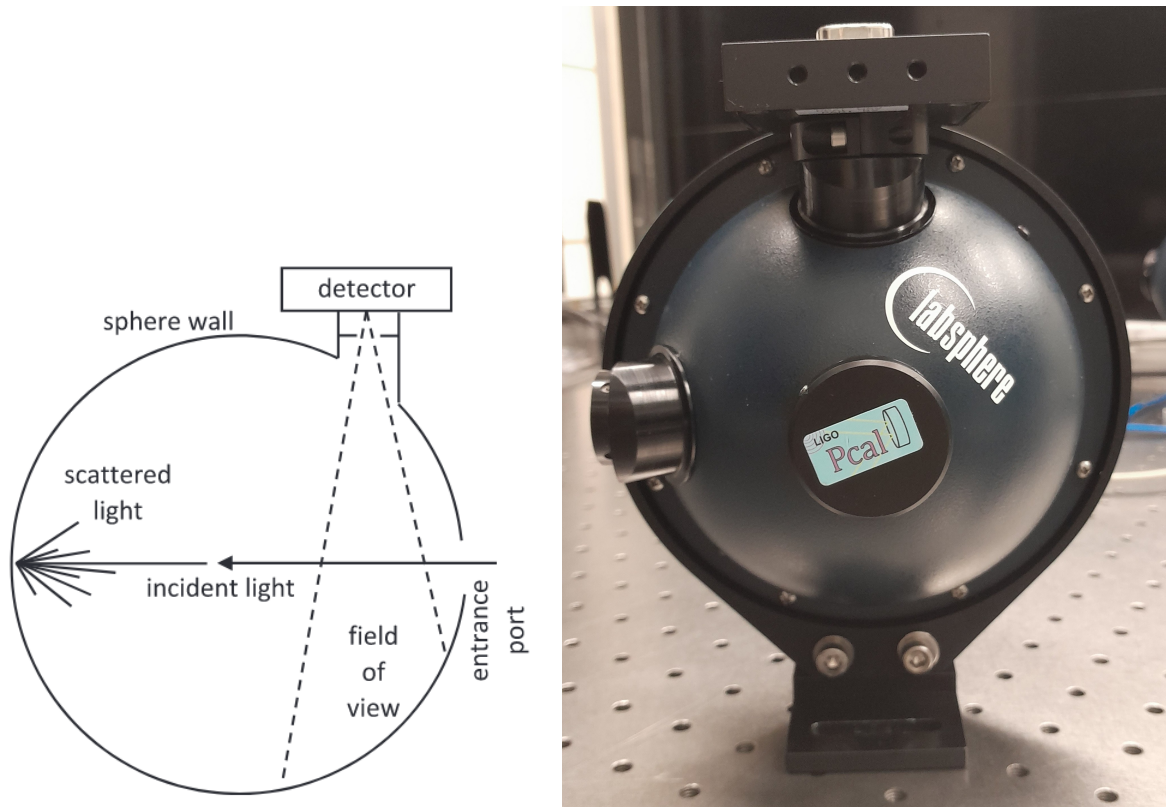 detector
sphere wall
scattered
light
incident light
entrance
port
field
of
view
labsphere
LIGO
Pcal